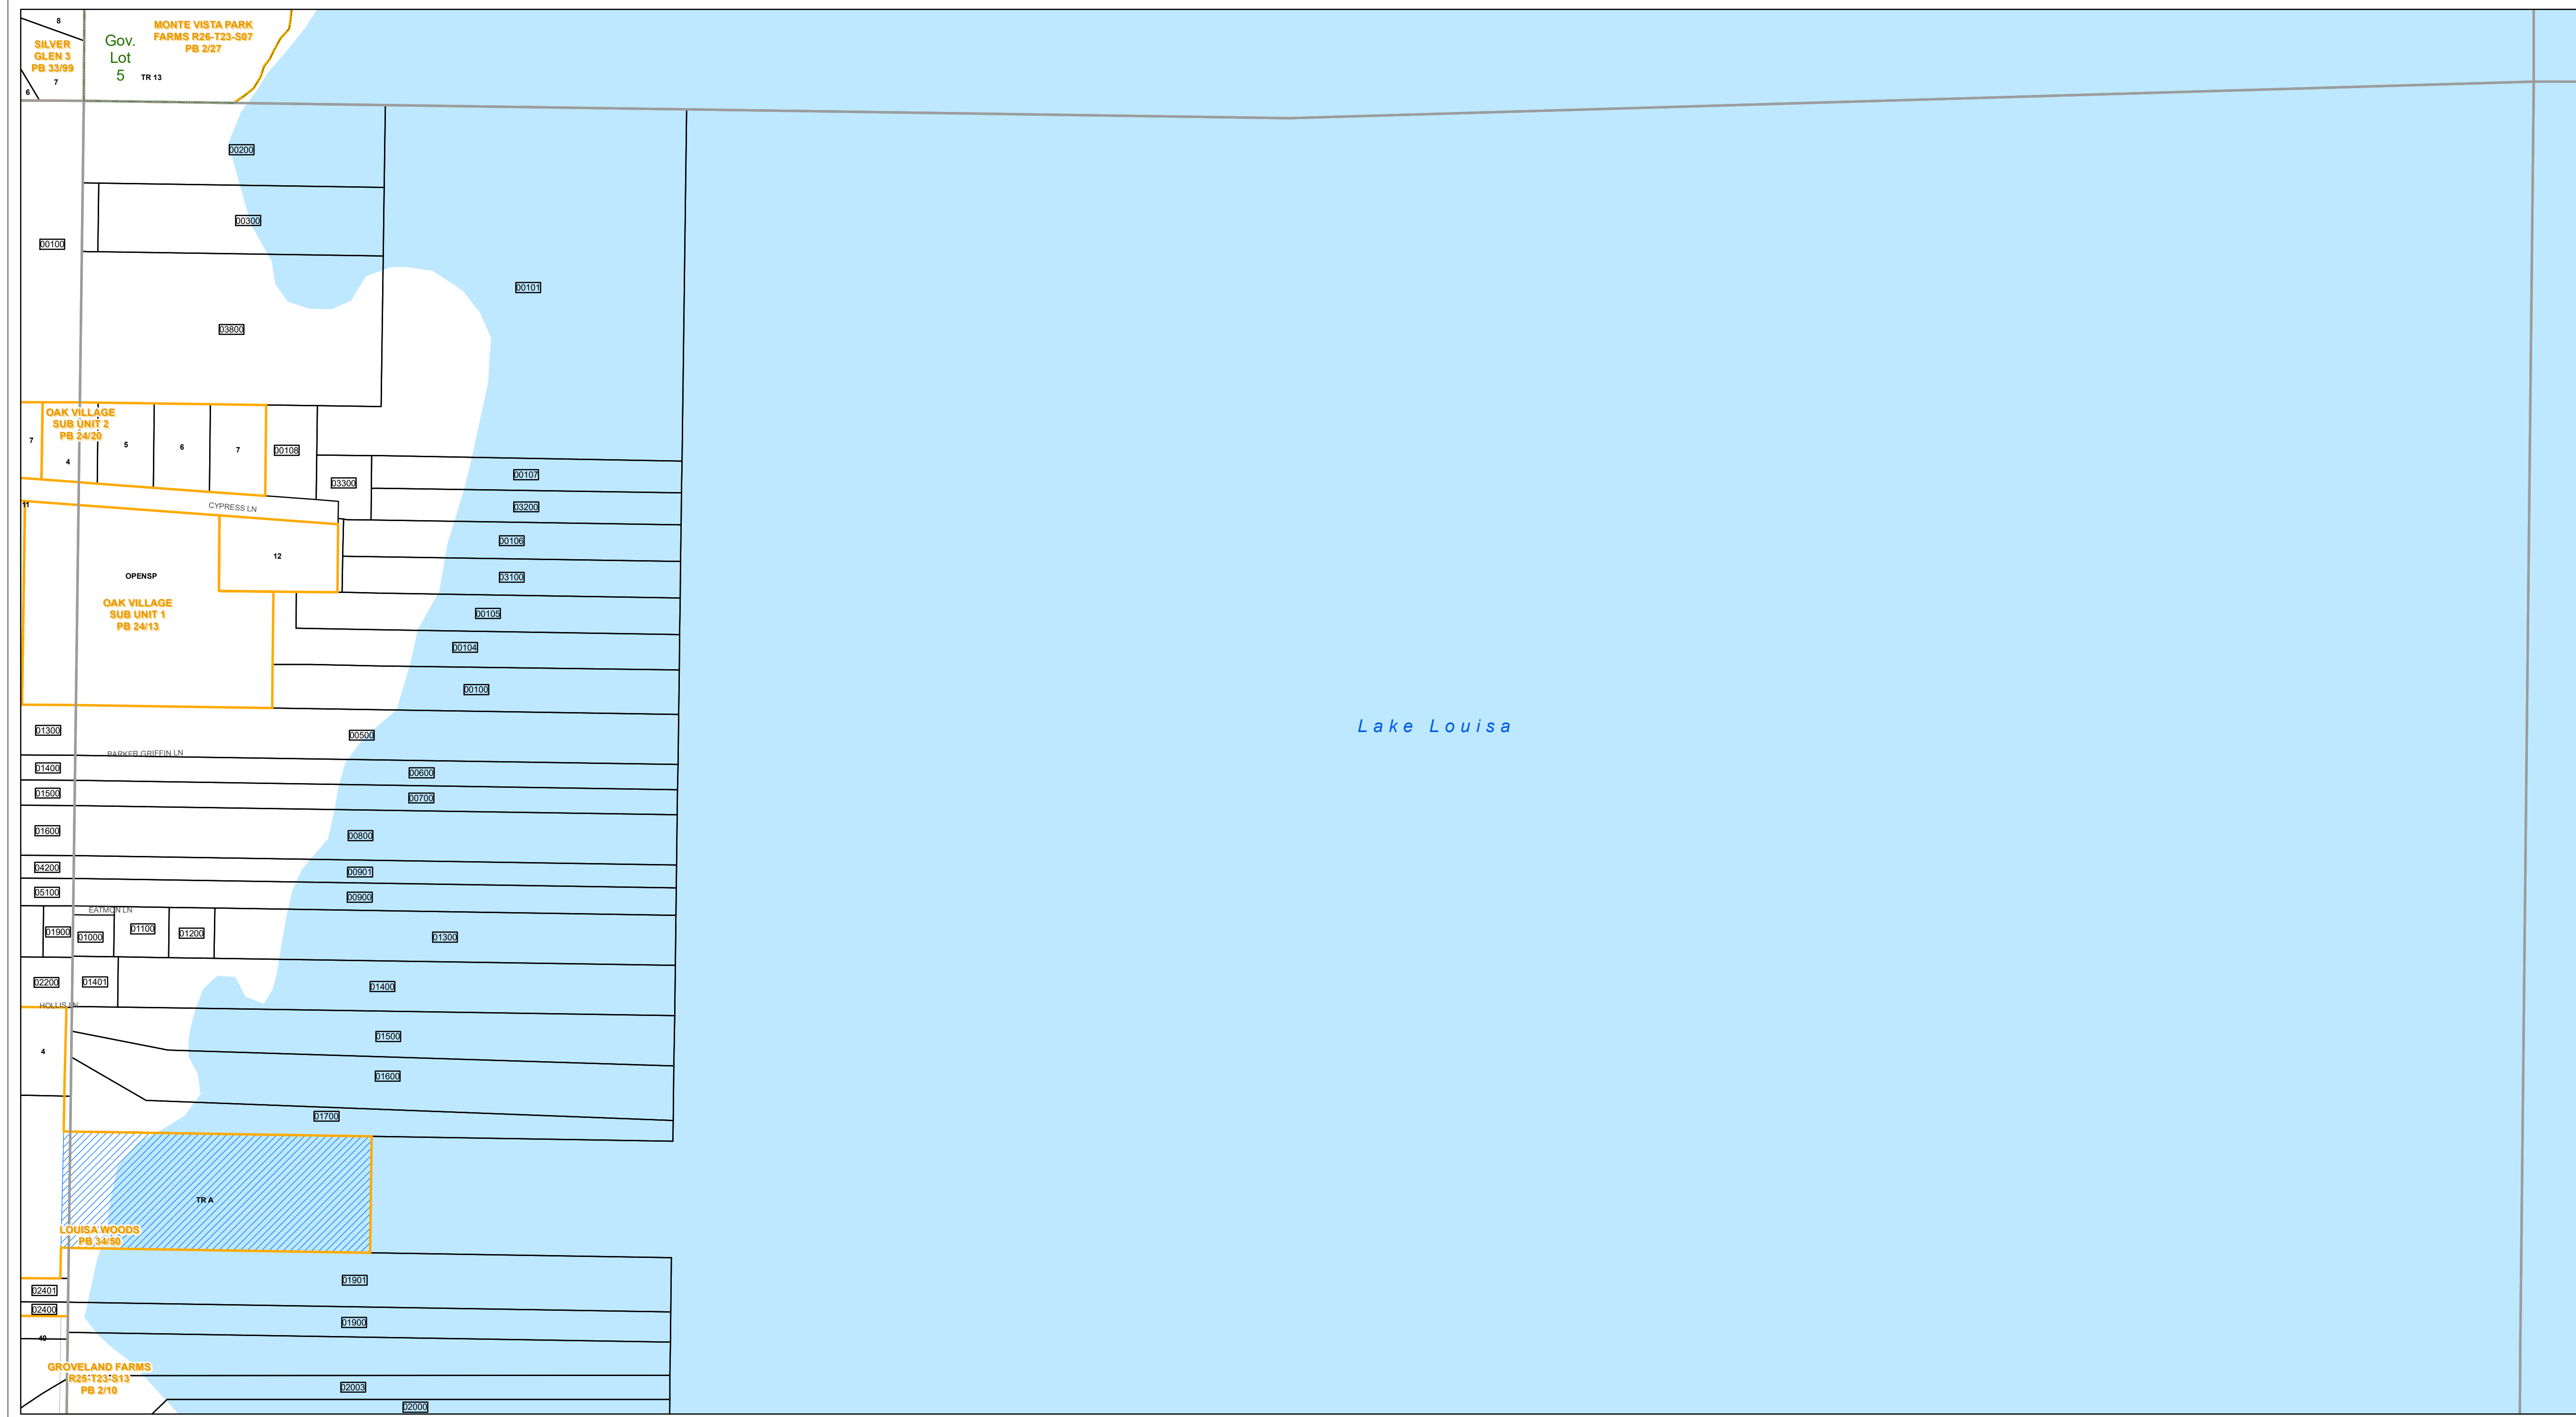 8
MONTE VISTA PARK
FARMS R26-T23-S07
PB 2/27
SILVER
GLEN 3
PB 33/99
Gov.
Lot
5
TR 13
7
6
00200
00300
00100
00101
03800
OAK VILLAGE
SUB UNIT 2
PB 24/20
7
4
5
6
7
00108
00107
03300
03200
CYPRESS LN
11
00106
12
03100
OPENSP
OAK VILLAGE
SUB UNIT 1
PB 24/13
00105
00104
00100
Lake Louisa
01300
00500
BARKER GRIFFIN LN
01400
00600
01500
00700
01600
00800
04200
00901
05100
00900
EATMON LN
01900
01000
01100
01200
01300
02200
01401
01400
HOLLIS LN
01500
4
01600
01700
TR A
LOUISA WOODS
PB 34/50
01901
02401
02400
01900
40
GROVELAND FARMS
R25-T23-S13
PB 2/10
02003
02000